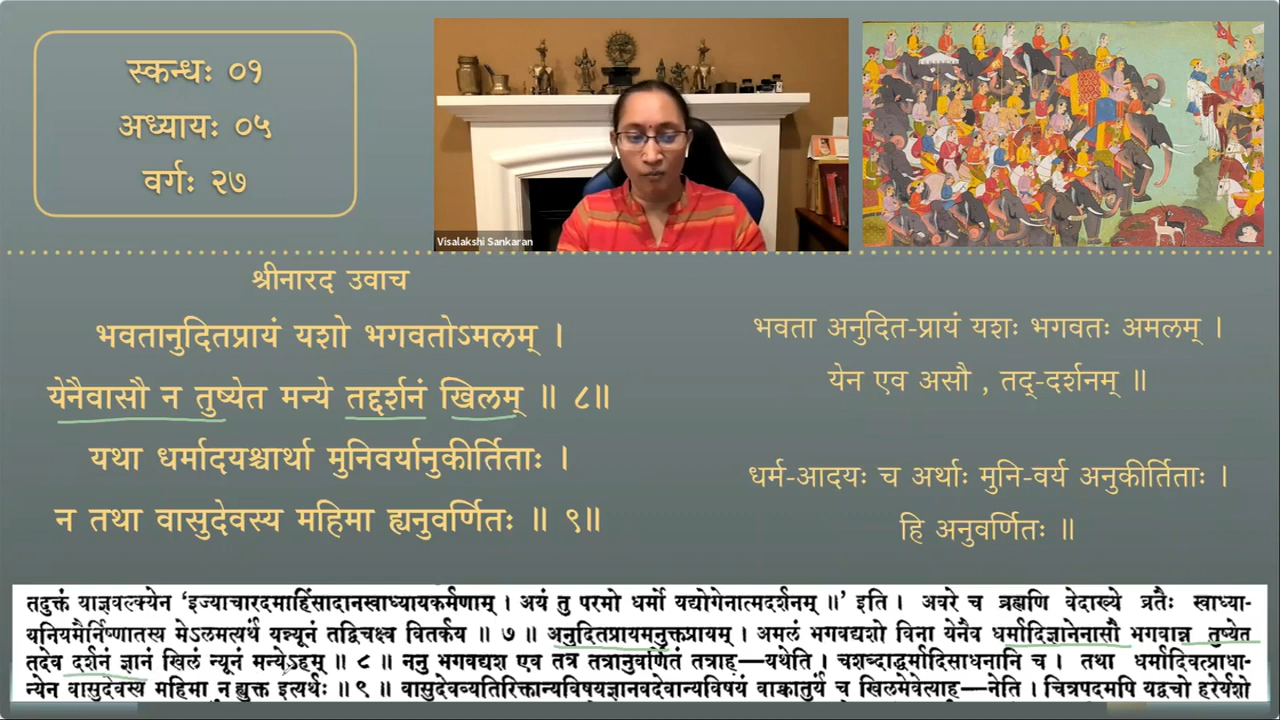 स्कन्धः ०१
अध्यायः ०५
वर्गः २७
Visalakshi Sankaran
श्रीनारद उवाच
भवतानुदितप्रायं यशो भगवतोऽमलम् ।
येनैवासौ न तुष्येत मन्ये तद्दर्शनं खिलम् ॥ ८॥
यथा धर्मादयश्चार्था मुनिवर्यानुकीर्तिताः ।
न तथा वासुदेवस्य महिमा ह्यनुवर्णितः ॥ ९॥
भवता अनुदित-प्रायं यशः भगवतः अमलम् ।
येन एव असौ , तद्-दर्शनम् ॥
धर्म-आदयः च अर्थाः मुनि-वर्य अनुकीर्तिताः ।
हि अनुवर्णितः ॥
तदुक्तं याज्ञवल्क्येन 'इज्याचारदमाहिंसादानस्वाध्यायकर्मणाम् । अयं तु परमो धर्मो यद्योगेनात्मदर्शनम् ॥' इति । अवरे च ब्रह्मणि वेदाख्ये व्रतैः स्वाध्या-
यनियमैर्निष्णातस्य मेऽलमत्यर्थं यन्न्यूनं तद्विचक्ष्व वितर्कय ॥ ७ ॥ अनुदितप्रायमनुक्तप्रायम् । अमलं भगवद्यशो विना येनैव धर्मादिज्ञानेनासौ भगवान्न तुष्येत
तदेव दर्शनं ज्ञानं खिलं न्यूनं मन्येऽहम् ॥ ८ ॥ ननु भगवद्यश एव तत्र तत्रानुवर्णितं तत्राह—यथेति । चशब्दाद्धर्मादिसाधनानि च । तथा धर्मादिवत्प्राधा-
न्येन वासुदेवस्य महिमा न ह्युक्त इत्यर्थः ॥ ९ ॥ वासुदेवव्यतिरिक्तान्यविषयज्ञानवदेवान्यविषयं वाक्चातुर्यं च खिलमेवेत्याह—नेति । चित्रपदमपि यद्वचो हरेर्यशो